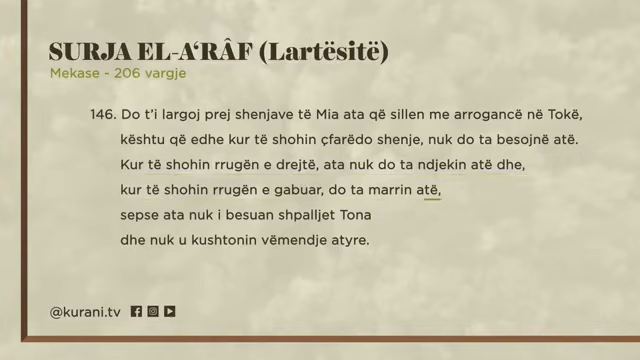 SURJA EL-A‘RÂF (Lartësitë)
Mekase - 206 vargje
146. Do t’i largoj prej shenjave të Mia ata që sillen me arrogancë në Tokë,
kështu që edhe kur të shohin çfarëdo shenje, nuk do ta besojnë atë.
Kur të shohin rrugën e drejtë, ata nuk do ta ndjekin atë dhe,
kur të shohin rrugën e gabuar, do ta marrin atë,
sepse ata nuk i besuan shpalljet Tona
dhe nuk u kushtonin vëmendje atyre.
@kurani.tv